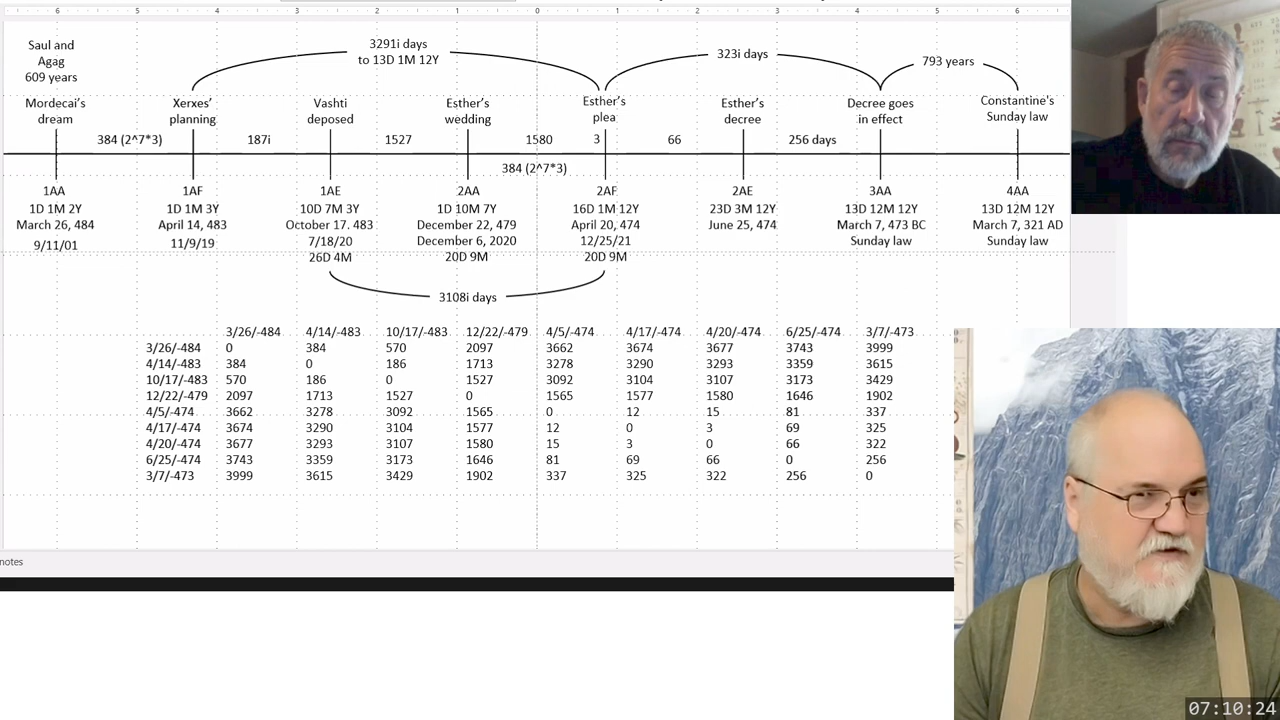 6 5 4 3 2 1 0 1 2 3 4 5 6
Saul and
Agag
609 years
3291i days
to 13D 1M 12Y
323i days
793 years
Mordecai's
dream
Xerxes'
planning
Vashti
deposed
Esther's
wedding
Esther's
plea
Esther's
decree
Decree goes
in effect
Constantine's
Sunday law
384 (2^7*3) 187i 1527 1580 3 66 256 days
384 (2^7*3)
1AA 1AF 1AE 2AA 2AF 2AE 3AA 4AA
1D 1M 2Y 1D 1M 3Y 10D 7M 3Y 1D 10M 7Y 16D 1M 12Y 23D 3M 12Y 13D 12M 12Y 13D 12M 12Y
March 26, 484 April 14, 483 October 17. 483 December 22, 479 April 20, 474 June 25, 474 March 7, 473 BC March 7, 321 AD
9/11/01 11/9/19 7/18/20 December 6, 2020 12/25/21 Sunday law Sunday law
26D 4M 20D 9M 20D 9M
3108i days
3/26/-484 4/14/-483 10/17/-483 12/22/-479 4/5/-474 4/17/-474 4/20/-474 6/25/-474 3/7/-473
3/26/-484 0 384 570 2097 3662 3674 3677 3743 3999
4/14/-483 384 0 186 1713 3278 3290 3293 3359 3615
10/17/-483 570 186 0 1527 3092 3104 3107 3173 3429
12/22/-479 2097 1713 1527 0 1565 1577 1580 1646 1902
4/5/-474 3662 3278 3092 1565 0 12 15 81 337
4/17/-474 3674 3290 3104 1577 12 0 3 69 325
4/20/-474 3677 3293 3107 1580 15 3 0 66 322
6/25/-474 3743 3359 3173 1646 81 69 66 0 256
3/7/-473 3999 3615 3429 1902 337 325 322 256 0
notes
07:10:24